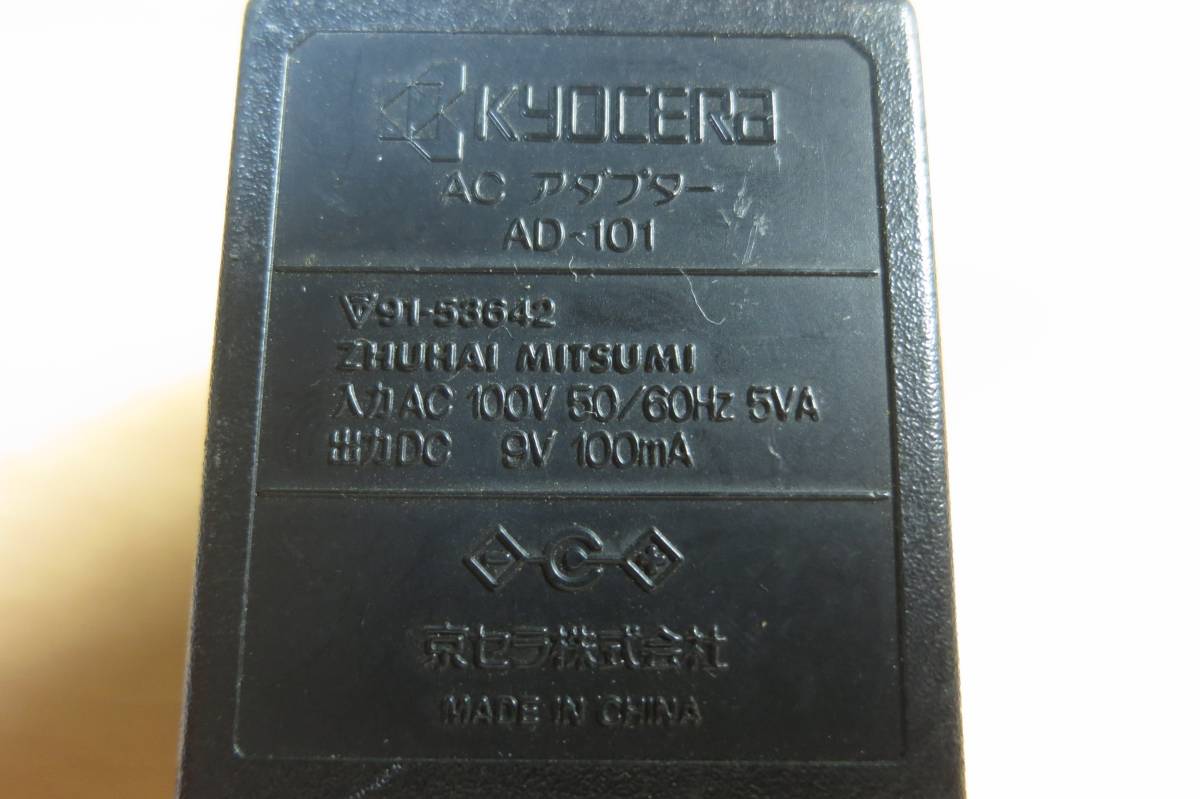 KYOCERA
AC アダプター
AD-101
▽91-53642
ZHUHAI MITSUMI
入力AC 100V 50/60Hz 5VA
出力DC 9V 100mA
京セラ株式会社
MADE IN CHINA